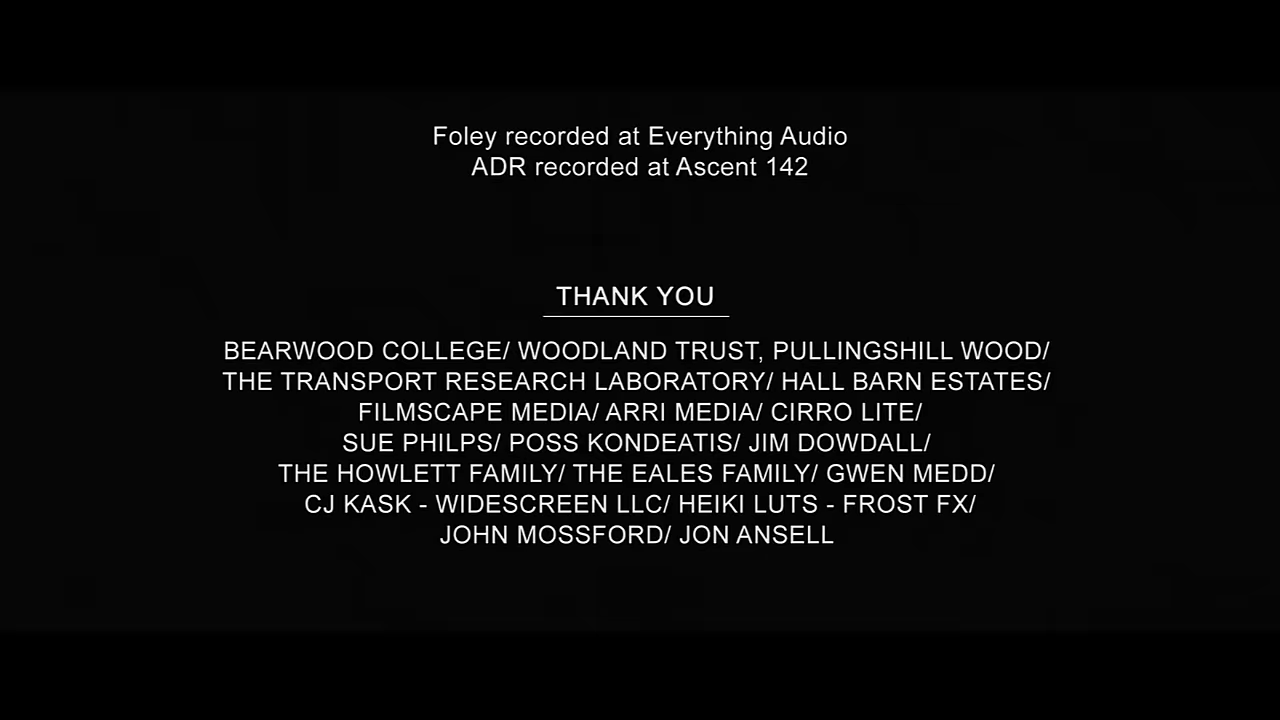 Foley recorded at Everything Audio
ADR recorded at Ascent 142
THANK YOU
BEARWOOD COLLEGE/ WOODLAND TRUST, PULLINGSHILL WOOD/
THE TRANSPORT RESEARCH LABORATORY/ HALL BARN ESTATES/
FILMSCAPE MEDIA/ ARRI MEDIA/ CIRRO LITE/
SUE PHILPS/ POSS KONDEATIS/ JIM DOWDALL/
THE HOWLETT FAMILY/ THE EALES FAMILY/ GWEN MEDD/
CJ KASK - WIDESCREEN LLC/ HEIKI LUTS - FROST FX/
JOHN MOSSFORD/ JON ANSELL